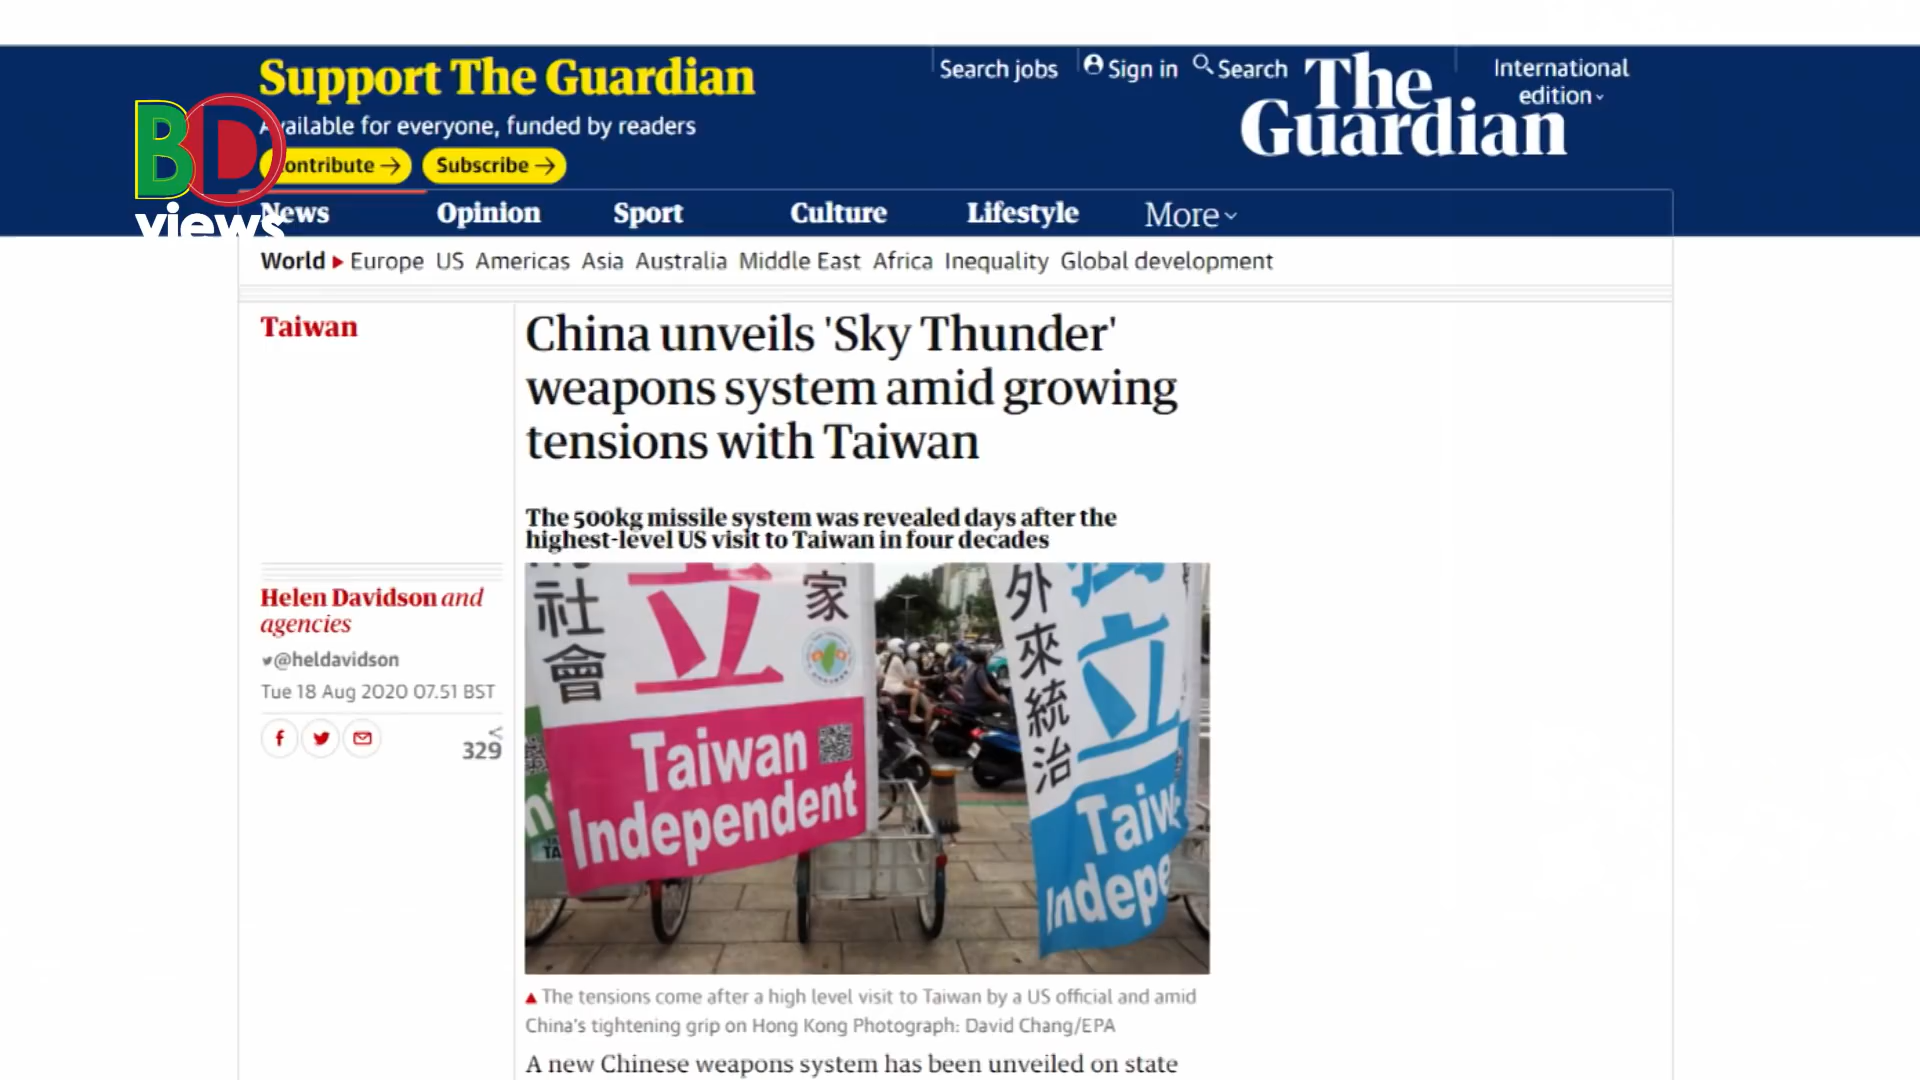 Support The Guardian
Available for everyone, funded by readers
Contribute →
Subscribe →
Search jobs
Sign in
Search
The
Guardian
International
edition
BD
views
News
Opinion
Sport
Culture
Lifestyle
More
World
Europe
US
Americas
Asia
Australia
Middle East
Africa
Inequality
Global development
Taiwan
China unveils 'Sky Thunder'
weapons system amid growing
tensions with Taiwan
The 500kg missile system was revealed days after the
highest-level US visit to Taiwan in four decades
Helen Davidson and
agencies
@heldavidson
Tue 18 Aug 2020 07.51 BST
329
社會
立
家
Taiwan
Independent
外來統治
立
Taiw
Indepe
The tensions come after a high level visit to Taiwan by a US official and amid
China's tightening grip on Hong Kong Photograph: David Chang/EPA
A new Chinese weapons system has been unveiled on state